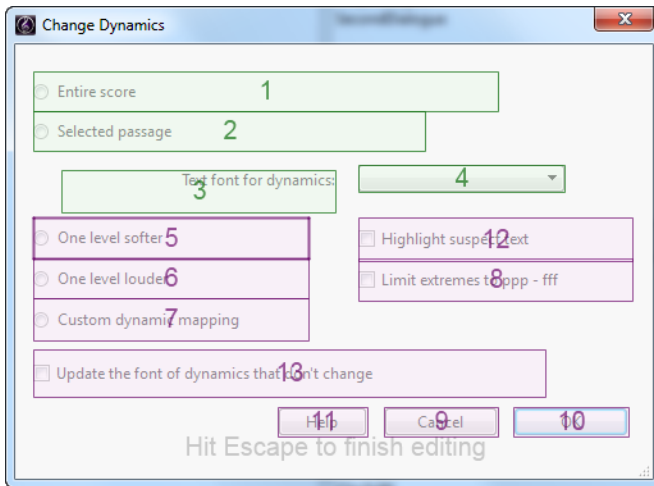 Change Dynamics
Entire score 1
Selected passage 2
Text font for dynamics: 3 4
One level softer 5
Highlight suspect text 12
One level louder 6
Limit extremes to ppp - fff 8
Custom dynamic mapping 7
Update the font of dynamics that don't change 13
Help 11 Cancel 9 OK 10
Hit Escape to finish editing